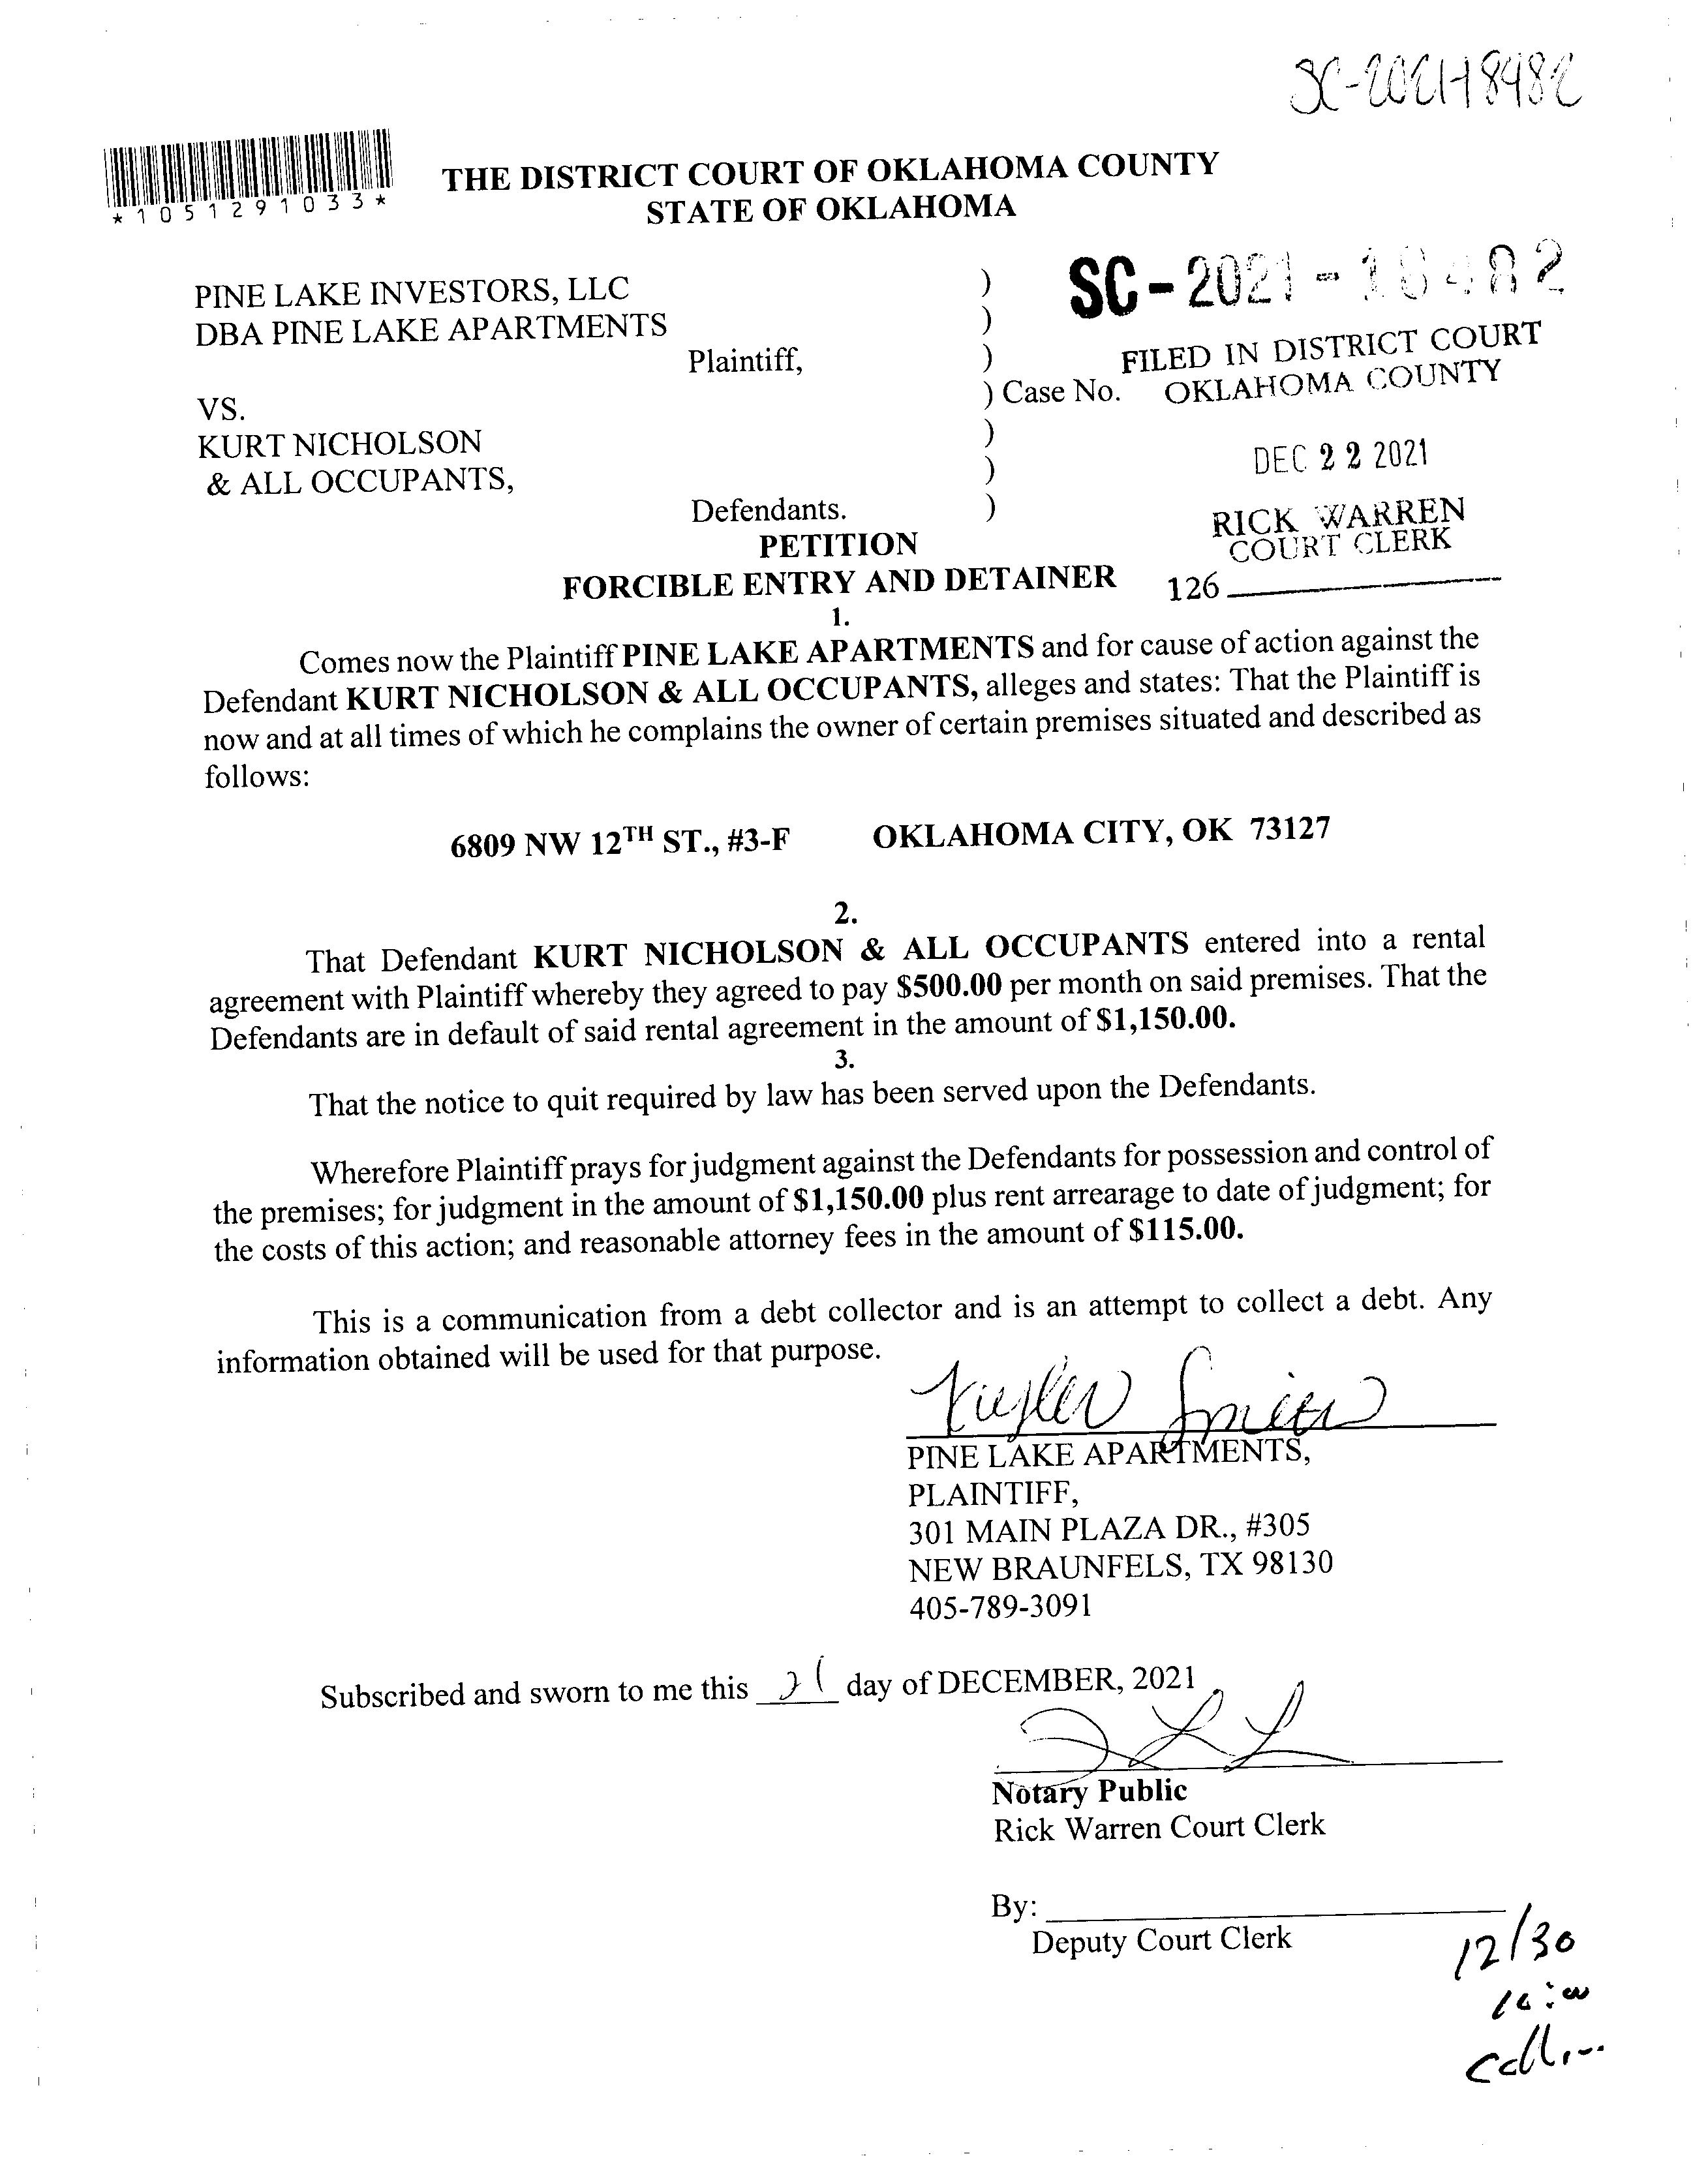 SC-2021-18482
*1051291033*
THE DISTRICT COURT OF OKLAHOMA COUNTY
STATE OF OKLAHOMA
PINE LAKE INVESTORS, LLC )
DBA PINE LAKE APARTMENTS )
Plaintiff, )
) Case No.
VS.
KURT NICHOLSON )
& ALL OCCUPANTS, )
Defendants. )
SC-2021-18482
FILED IN DISTRICT COURT
OKLAHOMA COUNTY
DEC 22 2021
RICK WARREN
COURT CLERK
126
PETITION
FORCIBLE ENTRY AND DETAINER
1.
Comes now the Plaintiff PINE LAKE APARTMENTS and for cause of action against the
Defendant KURT NICHOLSON & ALL OCCUPANTS, alleges and states: That the Plaintiff is
now and at all times of which he complains the owner of certain premises situated and described as
follows:
6809 NW 12TH ST., #3-F OKLAHOMA CITY, OK 73127
2.
That Defendant KURT NICHOLSON & ALL OCCUPANTS entered into a rental
agreement with Plaintiff whereby they agreed to pay $500.00 per month on said premises. That the
Defendants are in default of said rental agreement in the amount of $1,150.00.
3.
That the notice to quit required by law has been served upon the Defendants.
Wherefore Plaintiff prays for judgment against the Defendants for possession and control of
the premises; for judgment in the amount of $1,150.00 plus rent arrearage to date of judgment; for
the costs of this action; and reasonable attorney fees in the amount of $115.00.
This is a communication from a debt collector and is an attempt to collect a debt. Any
information obtained will be used for that purpose.
PINE LAKE APARTMENTS,
PLAINTIFF,
301 MAIN PLAZA DR., #305
NEW BRAUNFELS, TX 98130
405-789-3091
Subscribed and sworn to me this 21 day of DECEMBER, 2021
Notary Public
Rick Warren Court Clerk
By:
Deputy Court Clerk
12/30